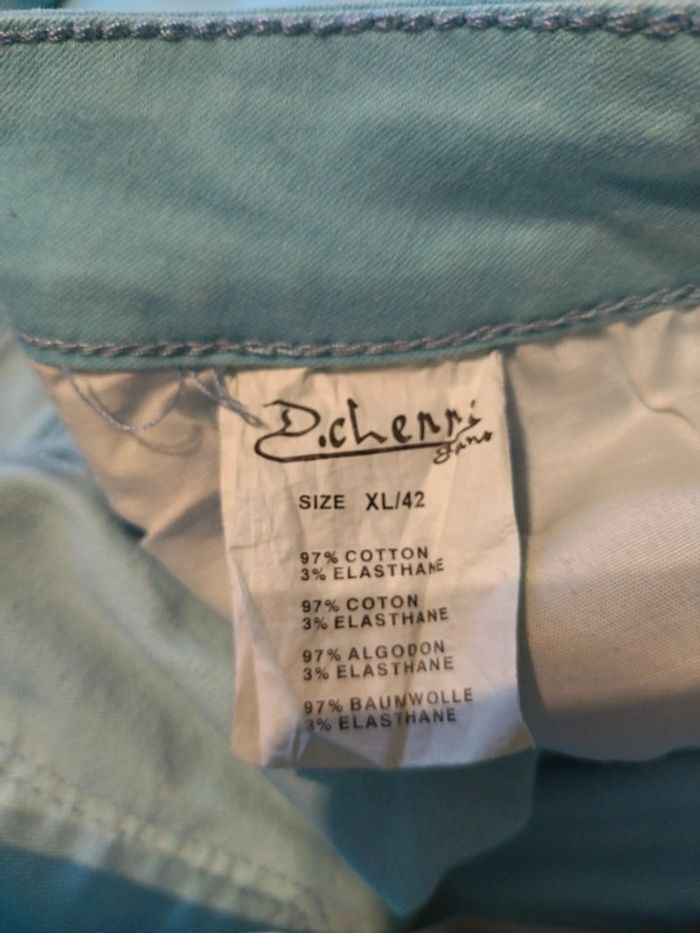 D.chenni
SIZE XL/42
97% COTTON
3% ELASTHANE
97% COTON
3% ELASTHANE
97% ALGODON
3% ELASTHANE
97% BAUMWOLLE
3% ELASTHANE